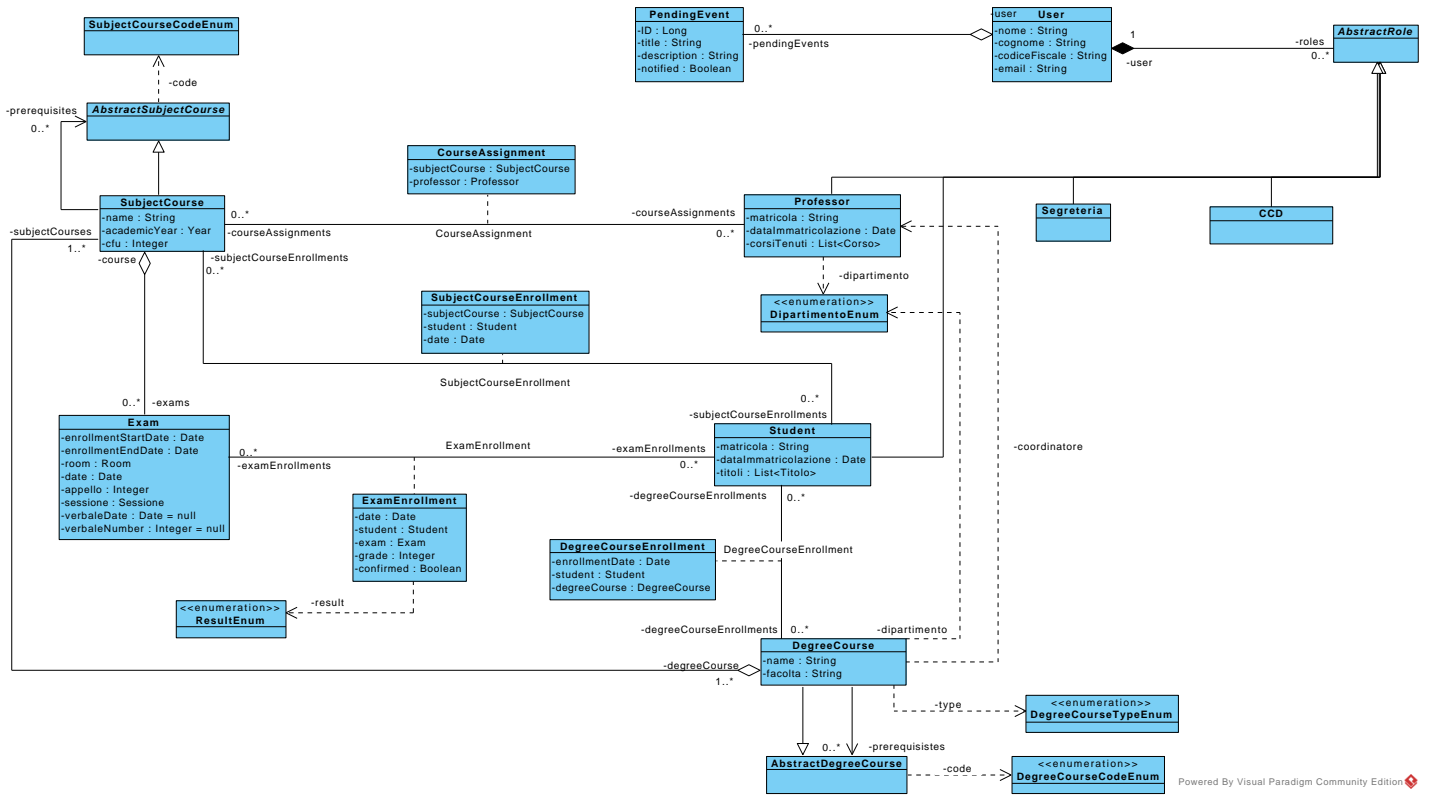 SubjectCourseCodeEnum
-code
AbstractSubjectCourse
-prerequisites
0..*
PendingEvent
-ID : Long
-title : String
-description : String
-notified : Boolean
0..*
-pendingEvents
-user
User
-nome : String
-cognome : String
-codiceFiscale : String
-email : String
1
-user
-roles
0..*
AbstractRole
CourseAssignment
-subjectCourse : SubjectCourse
-professor : Professor
SubjectCourse
-name : String
-academicYear : Year
-cfu : Integer
0..*
-courseAssignments
CourseAssignment
-courseAssignments
0..*
Professor
-matricola : String
-dataImmatricolazione : Date
-corsiTenuti : List<Corso>
Segreteria
CCD
-subjectCourses
1..*
-course
-subjectCourseEnrollments
0..*
-dipartimento
<<enumeration>>
DipartimentoEnum
SubjectCourseEnrollment
-subjectCourse : SubjectCourse
-student : Student
-date : Date
SubjectCourseEnrollment
0..*
-subjectCourseEnrollments
0..*
-exams
Exam
-enrollmentStartDate : Date
-enrollmentEndDate : Date
-room : Room
-date : Date
-appello : Integer
-sessione : Sessione
-verbaleDate : Date = null
-verbaleNumber : Integer = null
0..*
-examEnrollments
ExamEnrollment
-examEnrollments
0..*
Student
-matricola : String
-dataImmatricolazione : Date
-titoli : List<Titolo>
-coordinatore
-degreeCourseEnrollments
0..*
ExamEnrollment
-date : Date
-student : Student
-exam : Exam
-grade : Integer
-confirmed : Boolean
-result
<<enumeration>>
ResultEnum
DegreeCourseEnrollment
-enrollmentDate : Date
-student : Student
-degreeCourse : DegreeCourse
DegreeCourseEnrollment
-degreeCourseEnrollments
0..*
-dipartimento
DegreeCourse
-name : String
-facolta : String
-degreeCourse
1..*
-type
<<enumeration>>
DegreeCourseTypeEnum
0..*
-prerequisistes
AbstractDegreeCourse
-code
<<enumeration>>
DegreeCourseCodeEnum
Powered By Visual Paradigm Community Edition